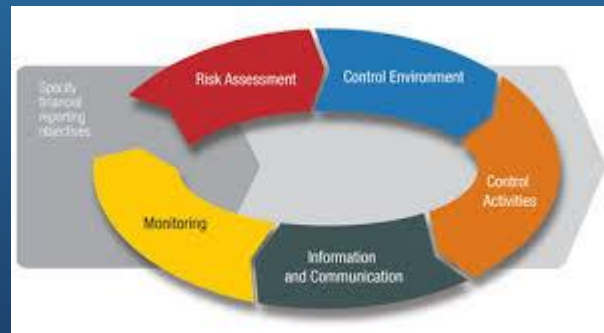 Specify
financial
reporting
objectives
Risk Assessment
Control Environment
Control
Activities
Information
and Communication
Monitoring